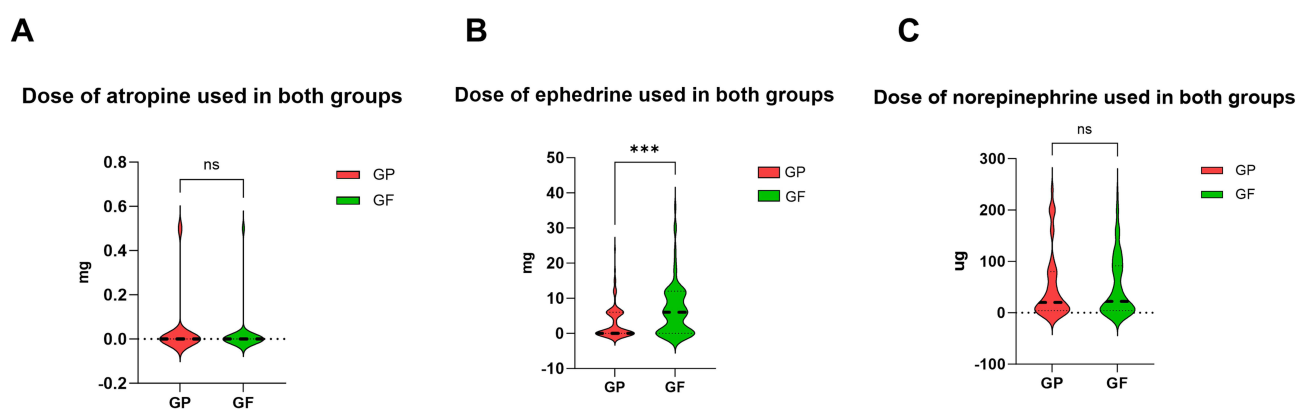 A
Dose of atropine used in both groups
mg
0.8
0.6
0.4
0.2
0.0
-0.2
ns
GP
GF
GP
GF
B
Dose of ephedrine used in both groups
mg
50
40
30
20
10
0
-10
***
GP
GF
GP
GF
C
Dose of norepinephrine used in both groups
ug
300
200
100
0
-100
ns
GP
GF
GP
GF